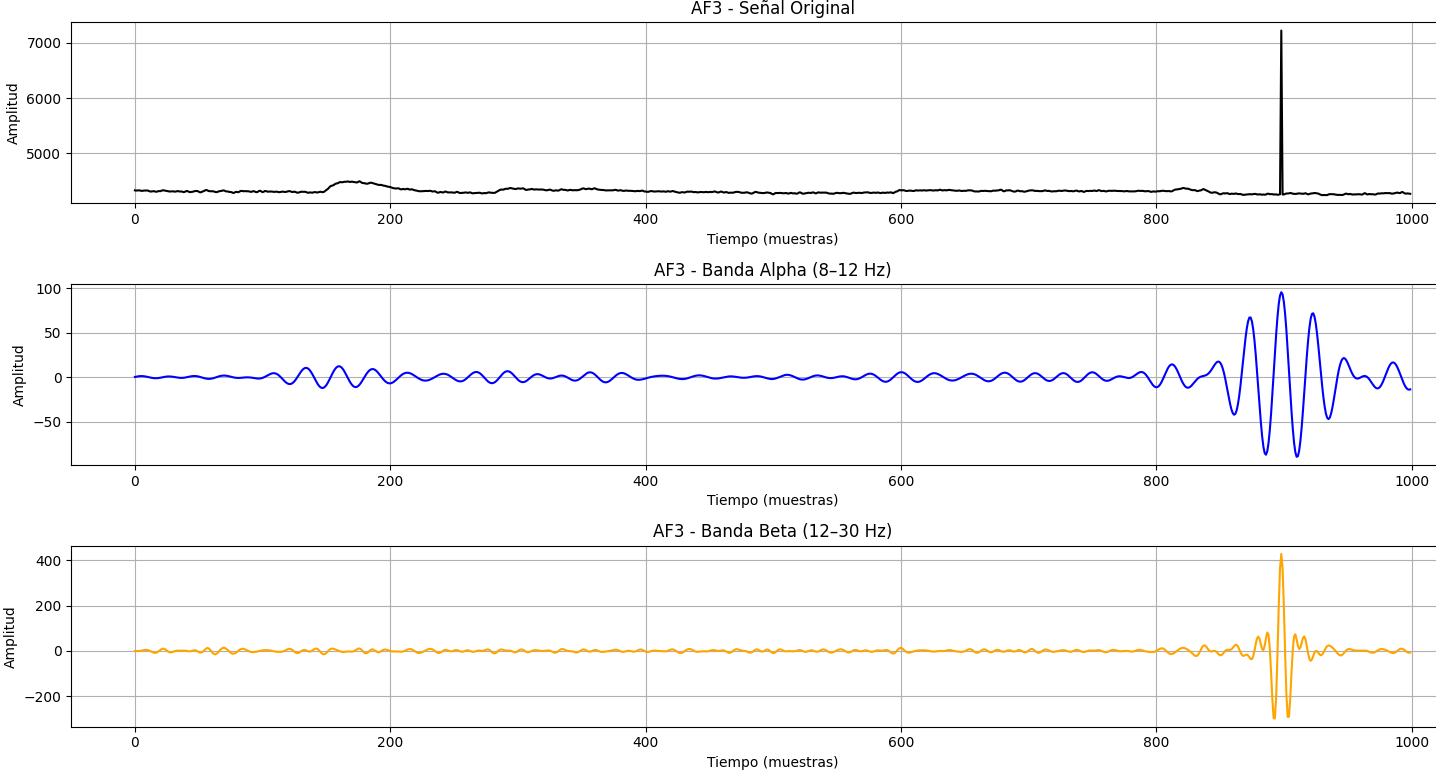 AF3 - Señal Original
7000
6000
5000
Amplitud
0 200 400 600 800 1000
Tiempo (muestras)
AF3 - Banda Alpha (8–12 Hz)
100
50
0
−50
Amplitud
0 200 400 600 800 1000
Tiempo (muestras)
AF3 - Banda Beta (12–30 Hz)
400
200
0
−200
Amplitud
0 200 400 600 800 1000
Tiempo (muestras)